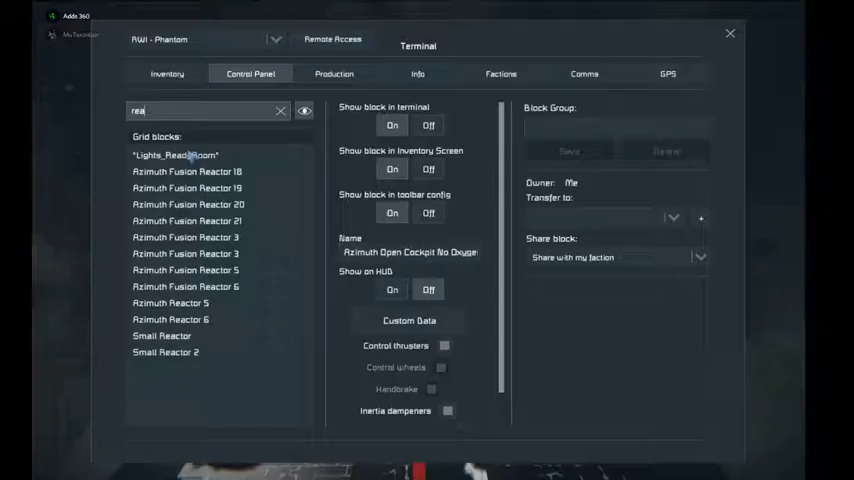 Adds 360
RWI - Phantom
Remote Access
Terminal
Inventory
Control Panel
Production
Info
Factions
Comms
GPS
rea
Grid blocks:
*Lights_Read Room*
Azimuth Fusion Reactor 18
Azimuth Fusion Reactor 19
Azimuth Fusion Reactor 20
Azimuth Fusion Reactor 21
Azimuth Fusion Reactor 3
Azimuth Fusion Reactor 3
Azimuth Fusion Reactor 5
Azimuth Fusion Reactor 6
Azimuth Reactor 5
Azimuth Reactor 6
Small Reactor
Small Reactor 2
Show block in terminal
On Off
Show block in Inventory Screen
On Off
Show block in toolbar config
On Off
Name
Azimuth Open Cockpit No Oxyge
Show on HUD
On Off
Custom Data
Control thrusters
Control wheels
Handbrake
Inertia dampeners
Block Group:
Save Delete
Owner: Me
Transfer to:
+
Share block:
Share with my faction